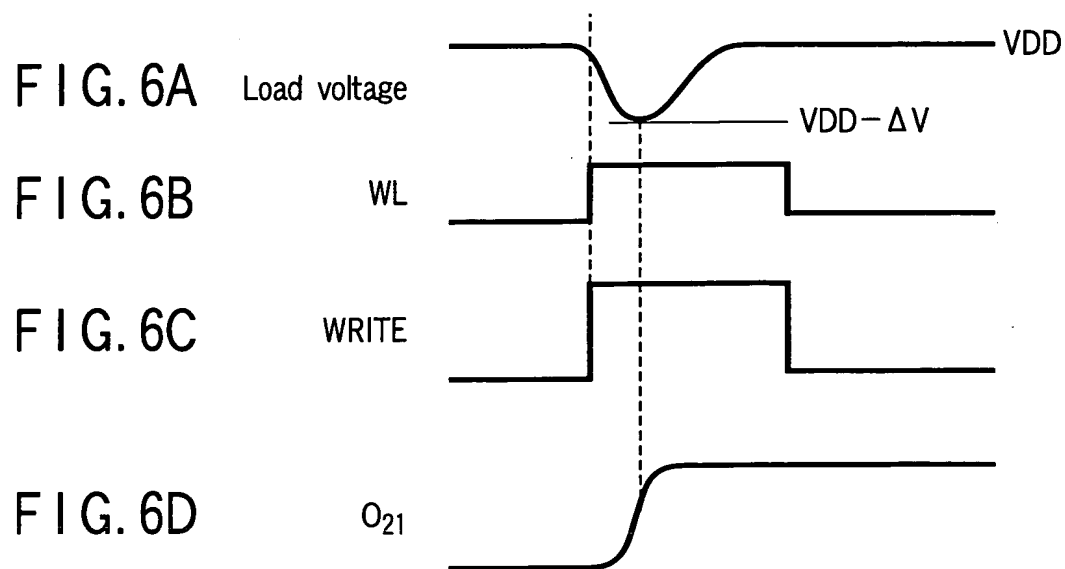 FIG. 6A
Load voltage
VDD
VDD-ΔV
FIG. 6B
WL
FIG. 6C
WRITE
FIG. 6D
O21